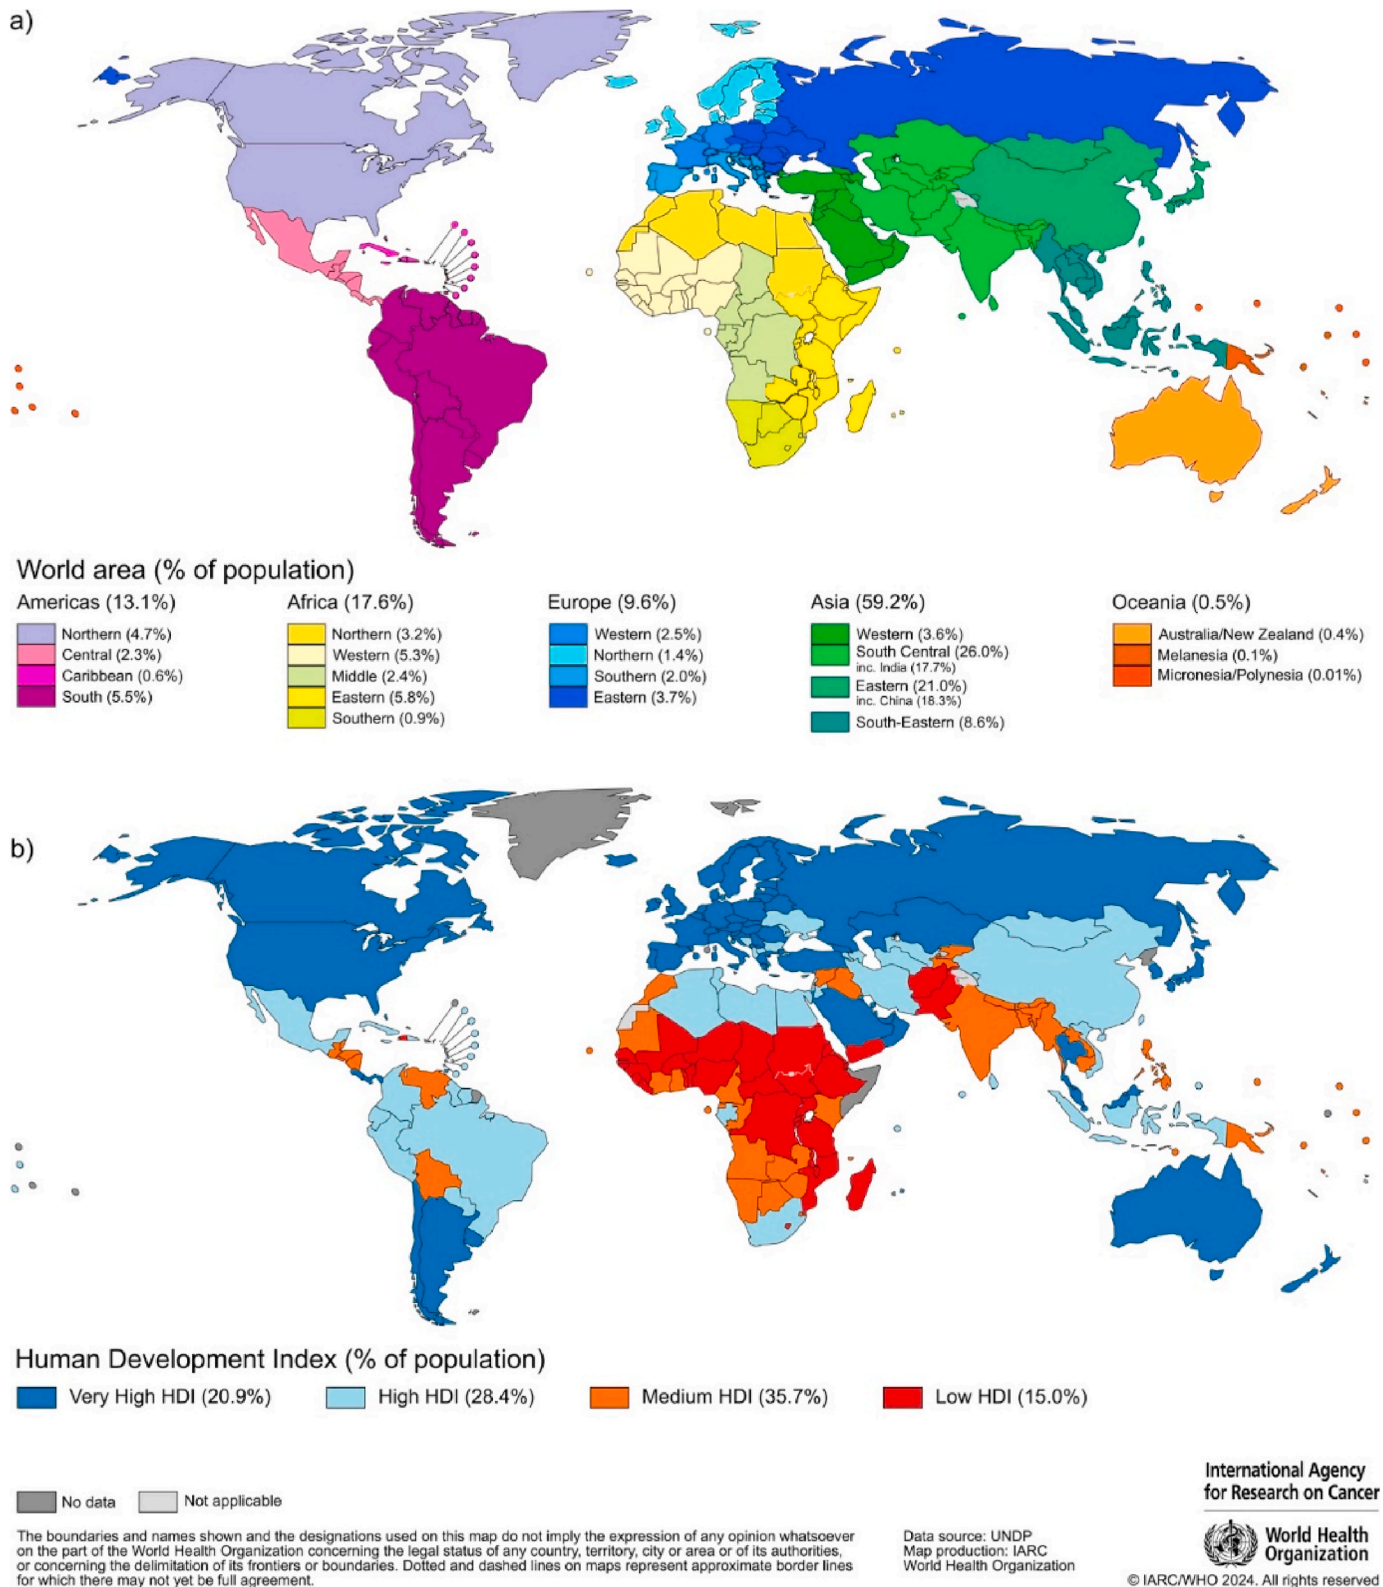 a)
World area (% of population)
Americas (13.1%)
Northern (4.7%)
Central (2.3%)
Caribbean (0.6%)
South (5.5%)
Africa (17.6%)
Northern (3.2%)
Western (5.3%)
Middle (2.4%)
Eastern (5.8%)
Southern (0.9%)
Europe (9.6%)
Western (2.5%)
Northern (1.4%)
Southern (2.0%)
Eastern (3.7%)
Asia (59.2%)
Western (3.6%)
South Central (26.0%)
inc. India (17.7%)
Eastern (21.0%)
inc. China (18.3%)
South-Eastern (8.6%)
Oceania (0.5%)
Australia/New Zealand (0.4%)
Melanesia (0.1%)
Micronesia/Polynesia (0.01%)
b)
Human Development Index (% of population)
Very High HDI (20.9%)
High HDI (28.4%)
Medium HDI (35.7%)
Low HDI (15.0%)
No data
Not applicable
The boundaries and names shown and the designations used on this map do not imply the expression of any opinion whatsoever
on the part of the World Health Organization concerning the legal status of any country, territory, city or area or of its authorities,
or concerning the delimitation of its frontiers or boundaries. Dotted and dashed lines on maps represent approximate border lines
for which there may not yet be full agreement.
Data source: UNDP
Map production: IARC
World Health Organization
International Agency
for Research on Cancer
World Health
Organization
© IARC/WHO 2024. All rights reserved